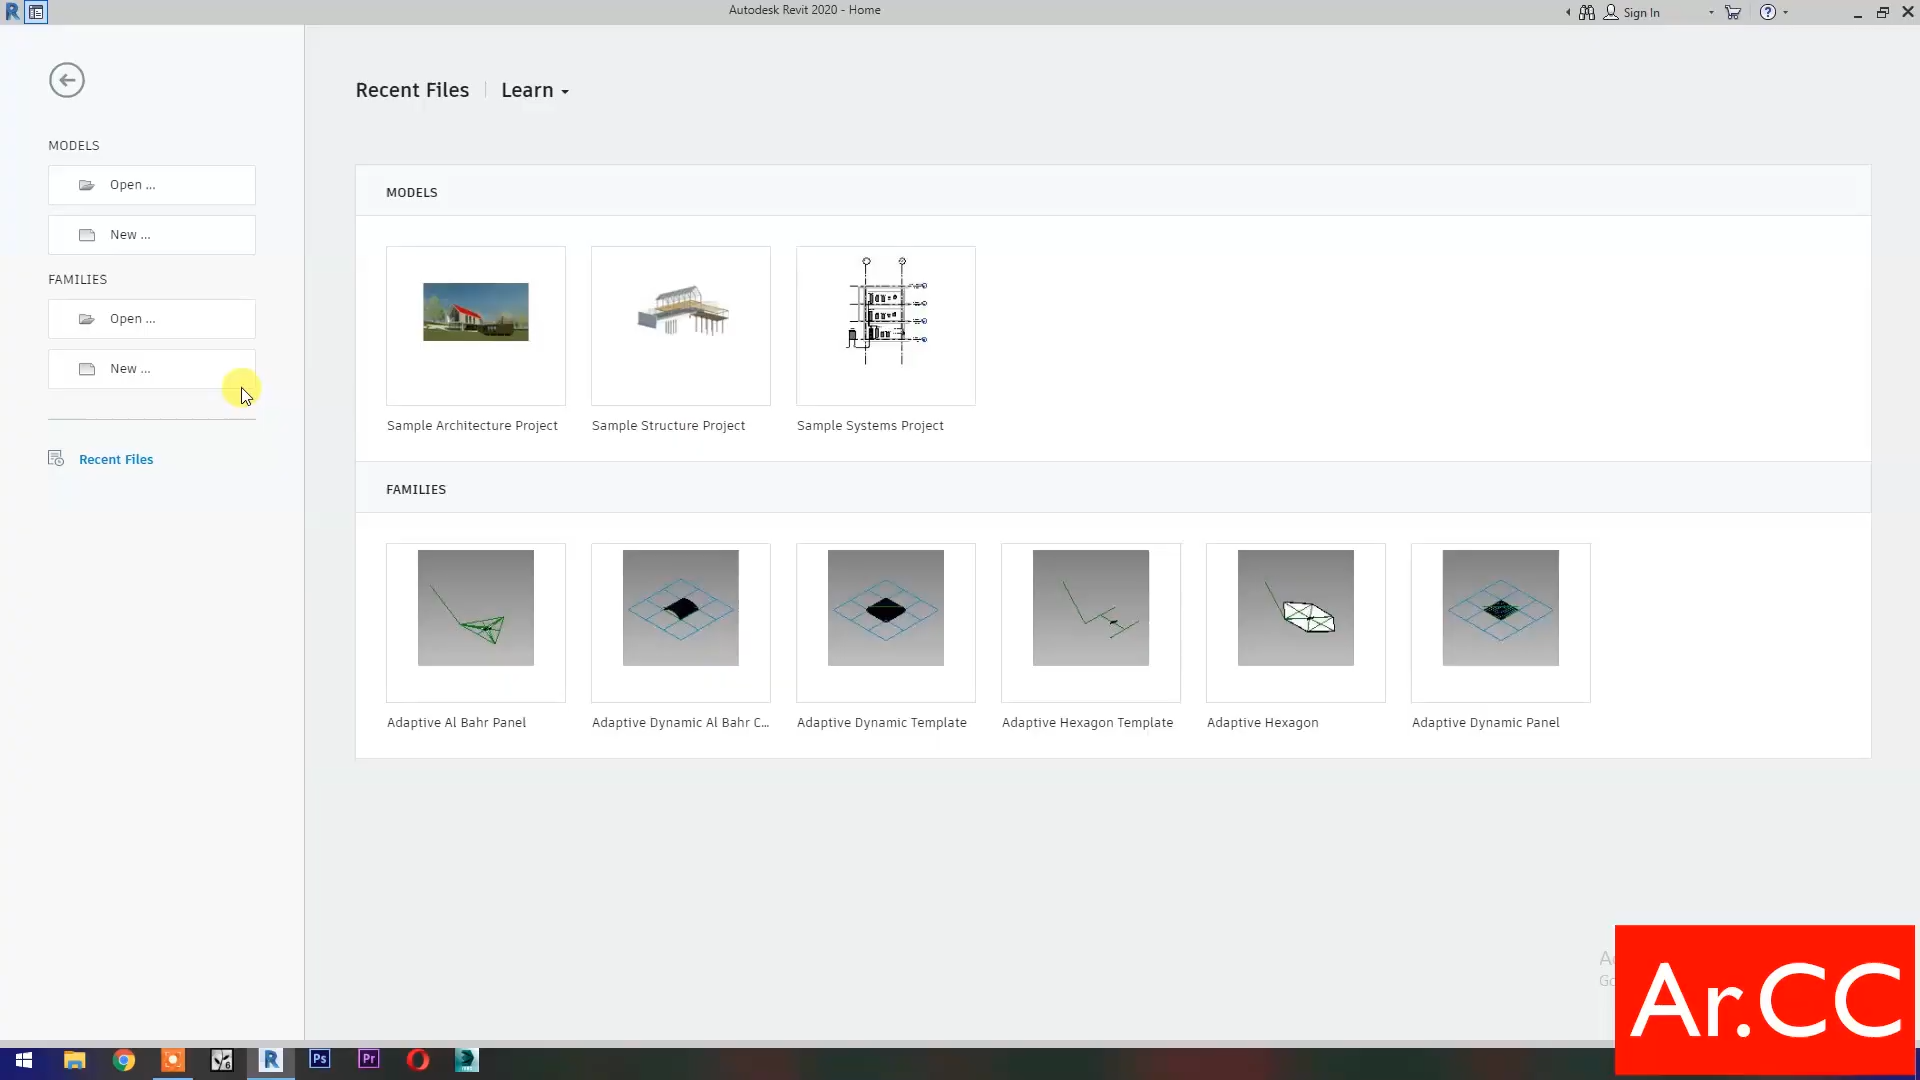 Autodesk Revit 2020 - Home
Sign In
Recent Files
Learn
MODELS
Open ...
New ...
FAMILIES
Open ...
New ...
Recent Files
MODELS
Sample Architecture Project
Sample Structure Project
Sample Systems Project
FAMILIES
Adaptive Al Bahr Panel
Adaptive Dynamic Al Bahr C...
Adaptive Dynamic Template
Adaptive Hexagon Template
Adaptive Hexagon
Adaptive Dynamic Panel
Ar.CC
Ps
Pr